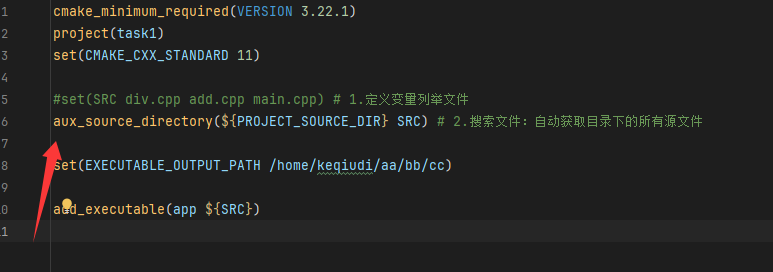 1 cmake_minimum_required(VERSION 3.22.1)
2 project(task1)
3 set(CMAKE_CXX_STANDARD 11)
4
5 #set(SRC div.cpp add.cpp main.cpp) # 1.定义变量列举文件
6 aux_source_directory(${PROJECT_SOURCE_DIR} SRC) # 2.搜索文件: 自动获取目录下的所有源文件
7
8 set(EXECUTABLE_OUTPUT_PATH /home/keqiudi/aa/bb/cc)
9
10 add_executable(app ${SRC})
11